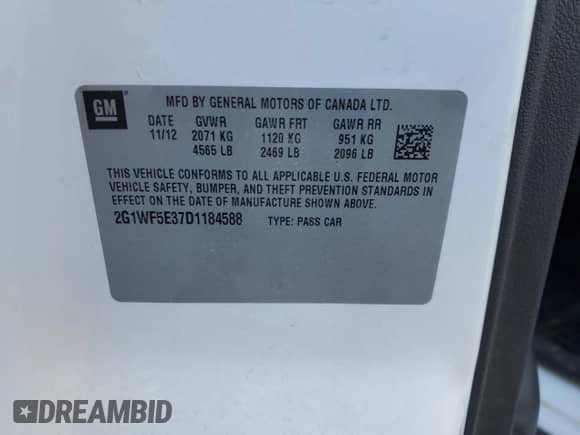 GM
MFD BY GENERAL MOTORS OF CANADA LTD.
DATE GVWR GAWR FRT GAWR RR
11/12 2071 KG 1120 KG 951 KG
4565 LB 2469 LB 2096 LB
THIS VEHICLE CONFORMS TO ALL APPLICABLE U.S. FEDERAL MOTOR
VEHICLE SAFETY, BUMPER, AND THEFT PREVENTION STANDARDS IN
EFFECT ON THE DATE OF MANUFACTURE SHOWN ABOVE.
2G1WF5E37D1184588 TYPE: PASS CAR
DREAMBID